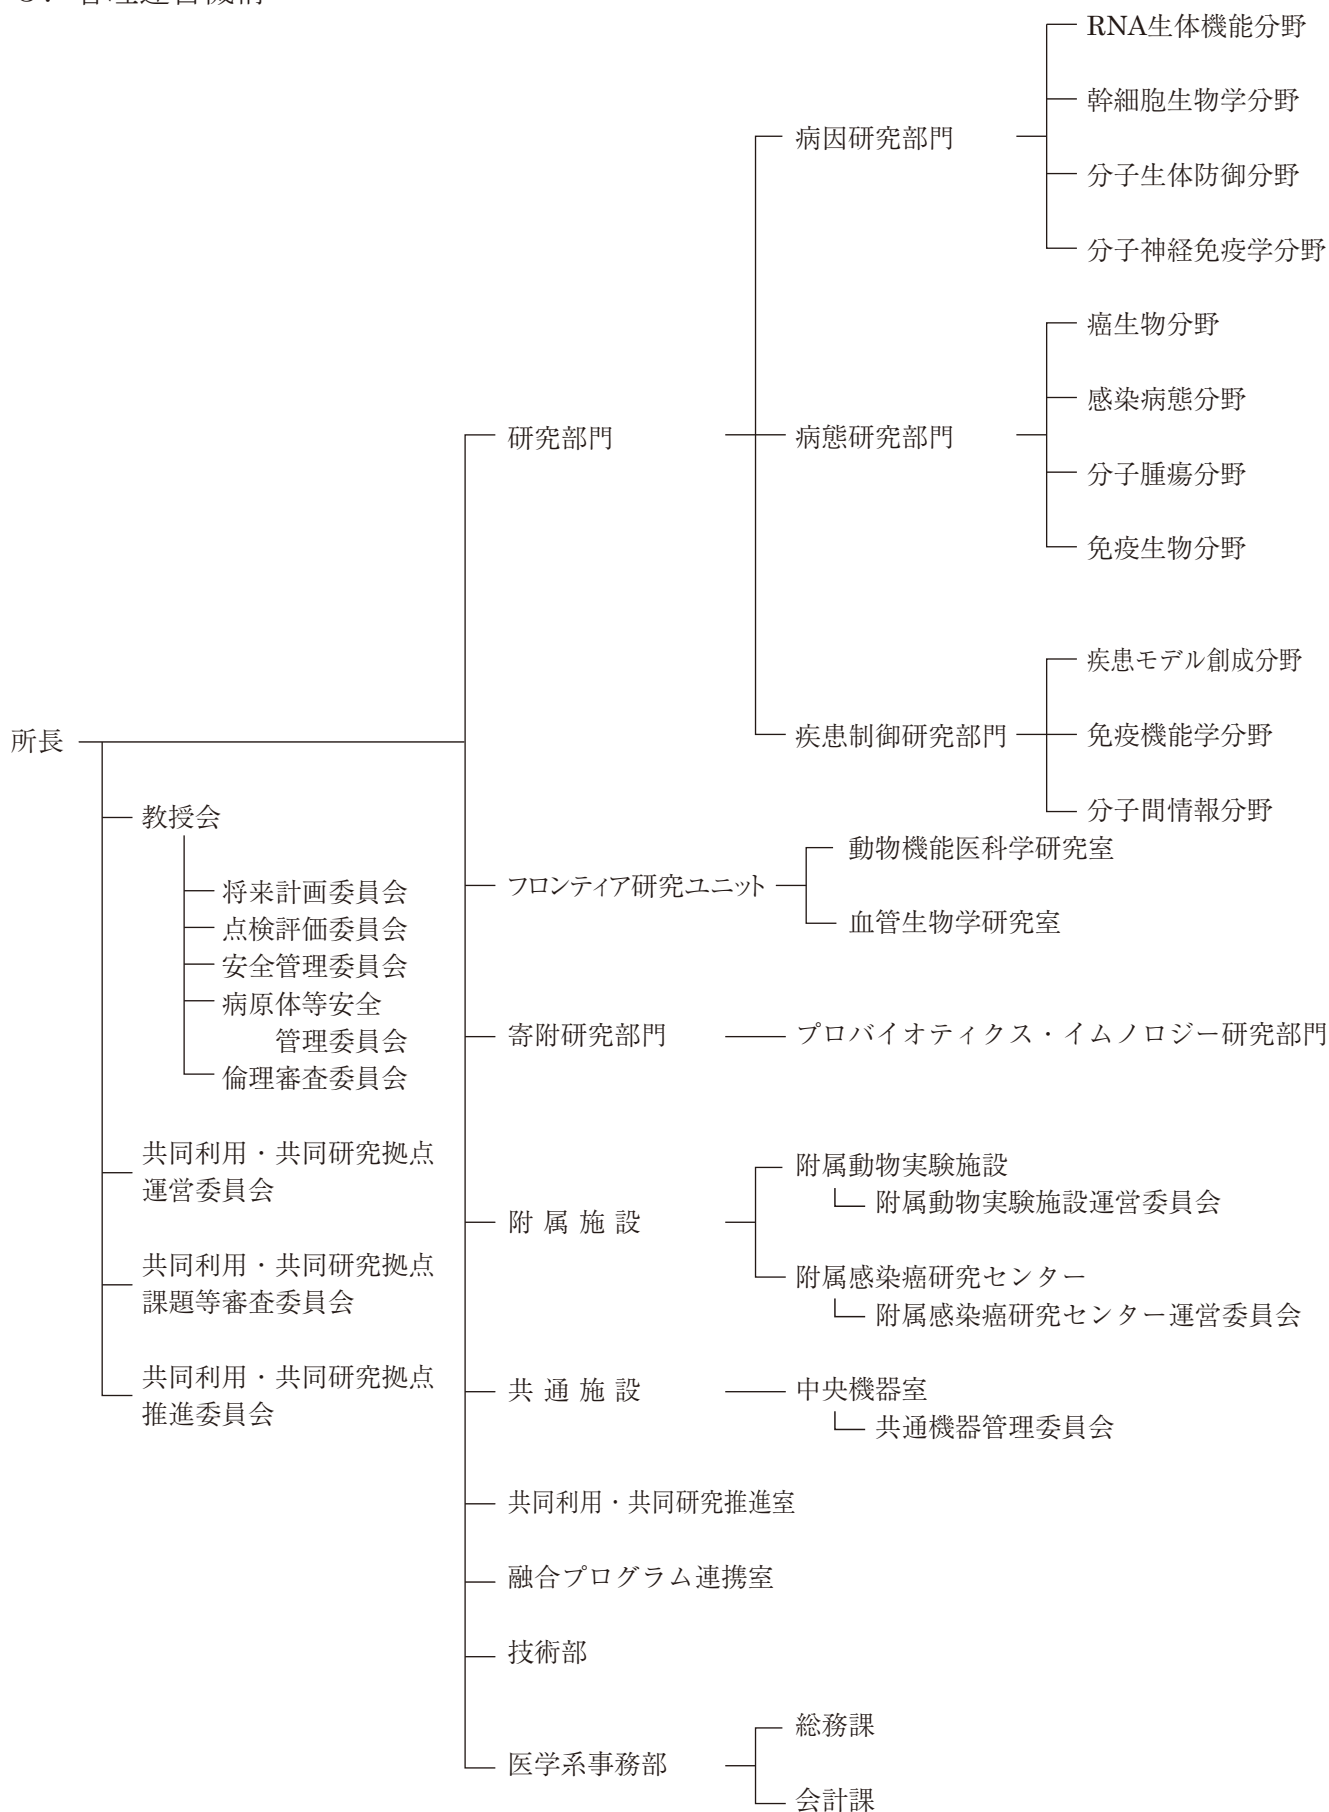 管理運営機構
所長
教授会
将来計画委員会
点検評価委員会
安全管理委員会
病原体等安全
管理委員会
倫理審査委員会
共同利用・共同研究拠点
運営委員会
共同利用・共同研究拠点
課題等審査委員会
共同利用・共同研究拠点
推進委員会
研究部門
病因研究部門
RNA生体機能分野
幹細胞生物学分野
分子生体防御分野
分子神経免疫学分野
病態研究部門
癌生物分野
感染病態分野
分子腫瘍分野
免疫生物分野
疾患制御研究部門
疾患モデル創成分野
免疫機能学分野
分子間情報分野
フロンティア研究ユニット
動物機能医科学研究室
血管生物学研究室
寄附研究部門
プロバイオティクス・イムノロジー研究部門
附属施設
附属動物実験施設
附属動物実験施設運営委員会
附属感染癌研究センター
附属感染癌研究センター運営委員会
共通施設
中央機器室
共通機器管理委員会
共同利用・共同研究推進室
融合プログラム連携室
技術部
医学系事務部
総務課
会計課